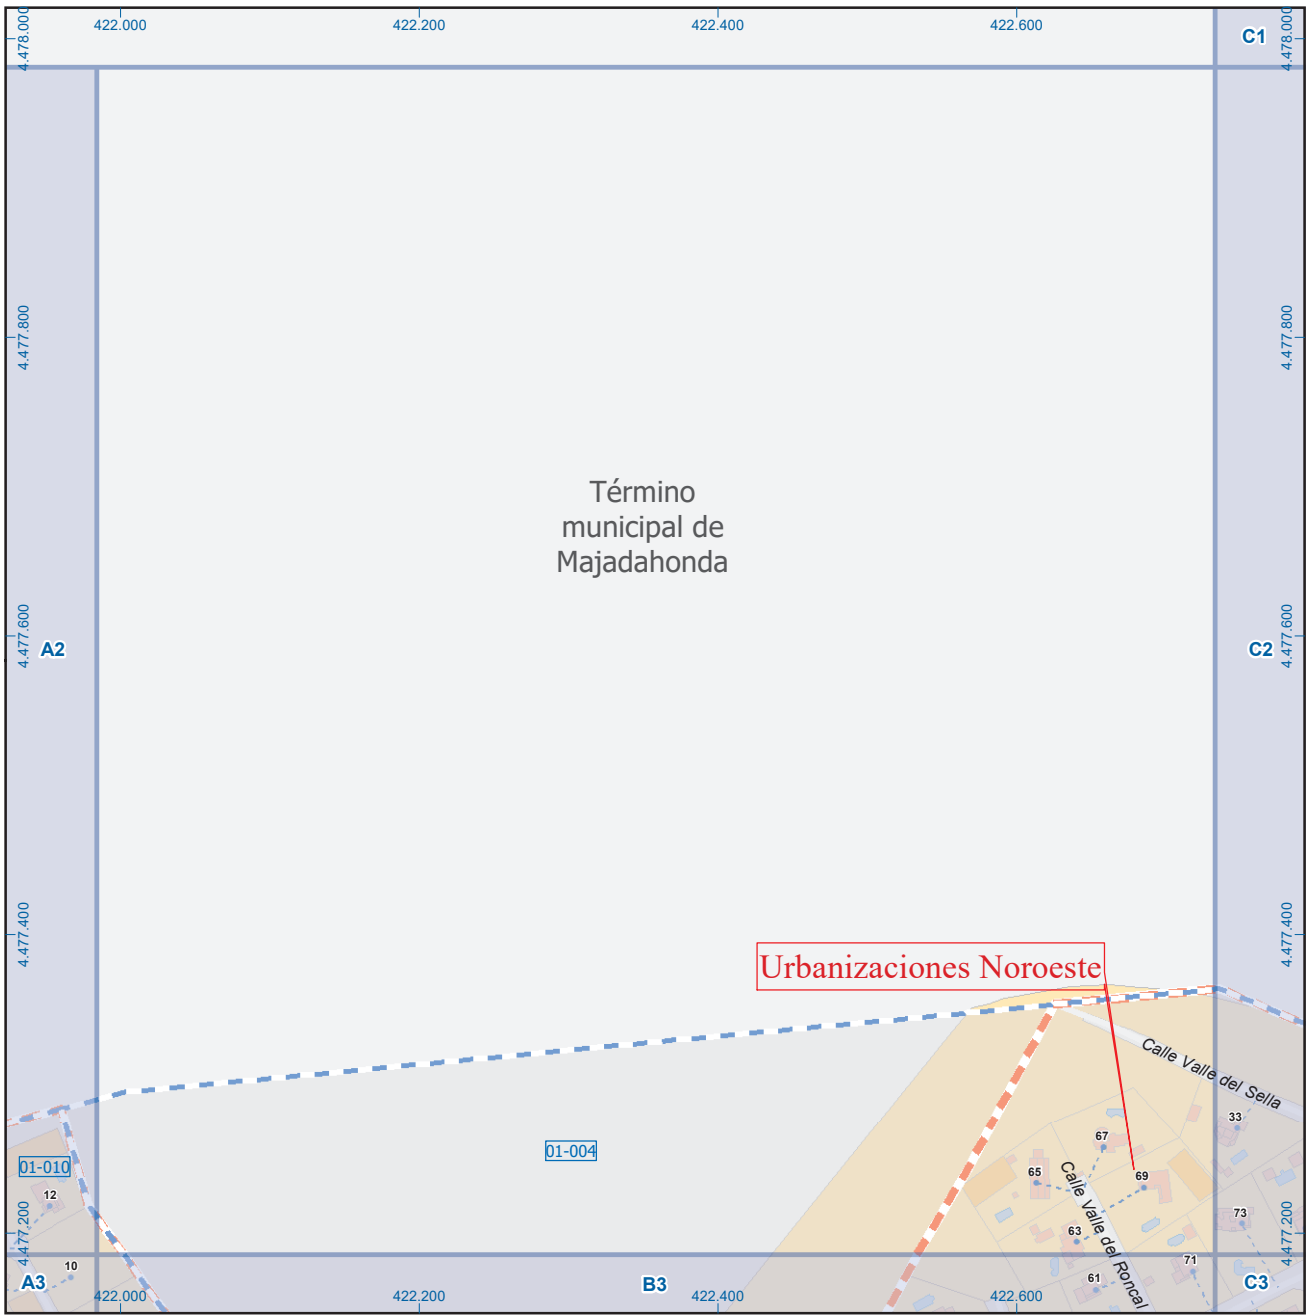 422.000
422.200
422.400
422.600
4.478.000
C1
4.478.000
4.477.800
4.477.800
Término
municipal de
Majadahonda
4.477.600
A2
C2
4.477.600
4.477.400
4.477.400
Urbanizaciones Noroeste
Calle Valle del Sella
33
67
01-004
01-010
65
69
12
Calle Valle del Roncal
73
63
4.477.200
4.477.200
10
71
61
A3
B3
C3
422.000
422.200
422.400
422.600